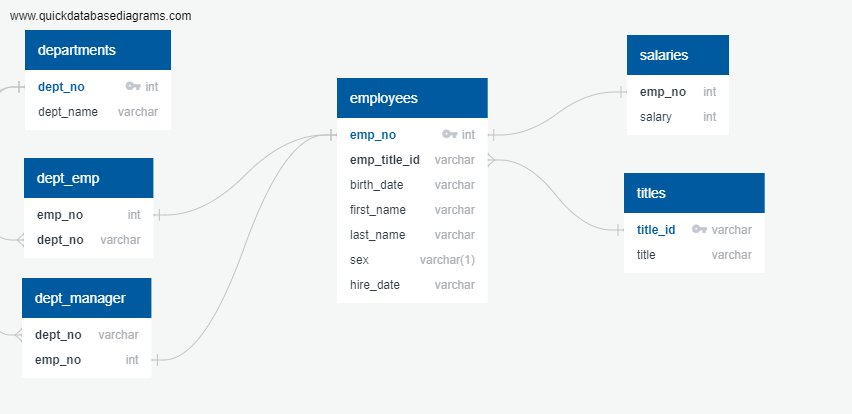 www.quickdatabasediagrams.com
departments
dept_no int
dept_name varchar
dept_emp
emp_no int
dept_no varchar
dept_manager
dept_no varchar
emp_no int
employees
emp_no int
emp_title_id varchar
birth_date varchar
first_name varchar
last_name varchar
sex varchar(1)
hire_date varchar
salaries
emp_no int
salary int
titles
title_id varchar
title varchar